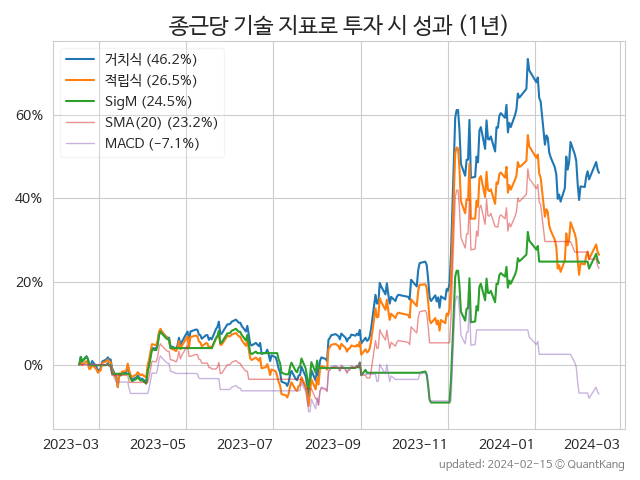 종근당 기술 지표로 투자 시 성과 (1년)
거치식 (46.2%)
적립식 (26.5%)
SigM (24.5%)
SMA(20) (23.2%)
MACD (−7.1%)
60%
40%
20%
0%
2023-03 2023-05 2023-07 2023-09 2023-11 2024-01 2024-03
updated: 2024-02-15 © QuantKang